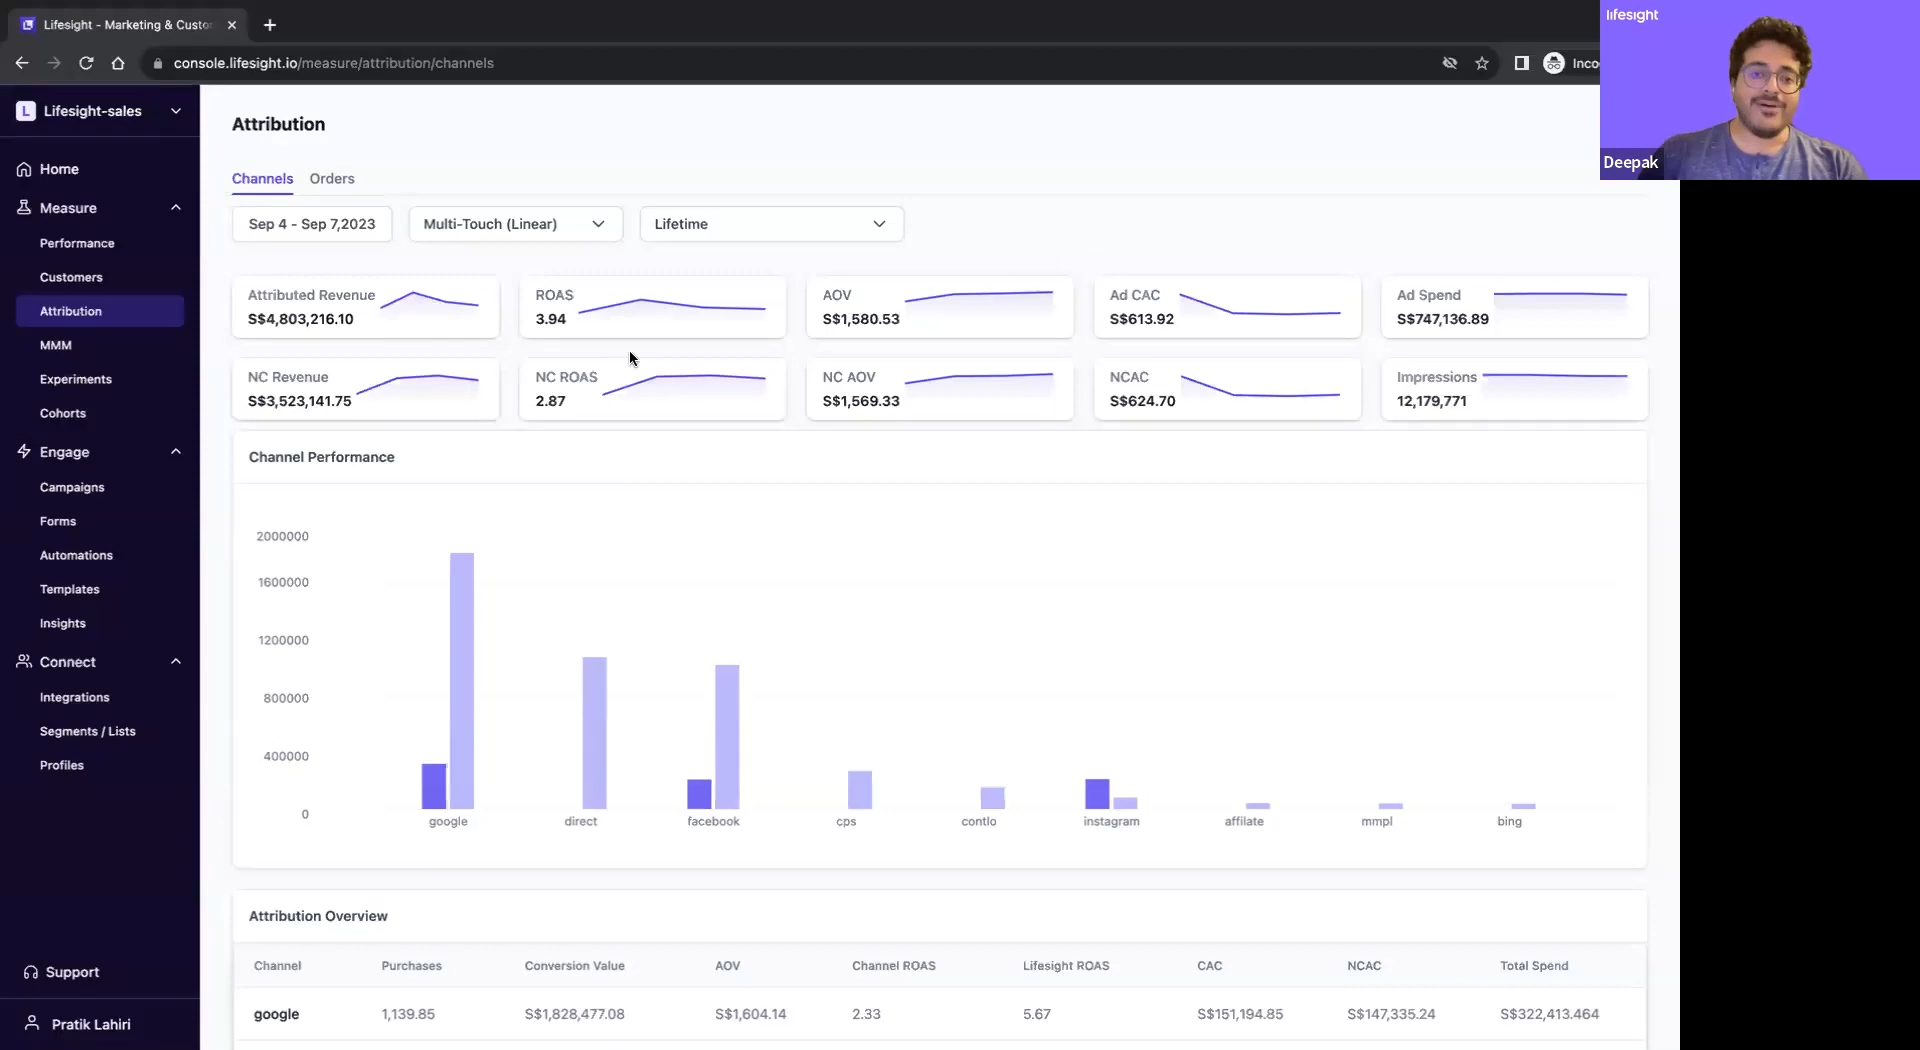 Lifesight - Marketing & Custo
console.lifesight.io/measure/attribution/channels
Inco
lifesight
Deepak
L Lifesight-sales
Home
Measure
Performance
Customers
Attribution
MMM
Experiments
Cohorts
Engage
Campaigns
Forms
Automations
Templates
Insights
Connect
Integrations
Segments / Lists
Profiles
Support
Pratik Lahiri
Attribution
Channels Orders
Sep 4 - Sep 7,2023 Multi-Touch (Linear) Lifetime
Attributed Revenue ROAS AOV Ad CAC Ad Spend
S$4,803,216.10 3.94 S$1,580.53 S$613.92 S$747,136.89
NC Revenue NC ROAS NC AOV NCAC Impressions
S$3,523,141.75 2.87 S$1,569.33 S$624.70 12,179,771
Channel Performance
2000000
1600000
1200000
800000
400000
0
google direct facebook cps contlo instagram affilate mmpl bing
Attribution Overview
Channel Purchases Conversion Value AOV Channel ROAS Lifesight ROAS CAC NCAC Total Spend
google 1,139.85 S$1,828,477.08 S$1,604.14 2.33 5.67 S$151,194.85 S$147,335.24 S$322,413.464